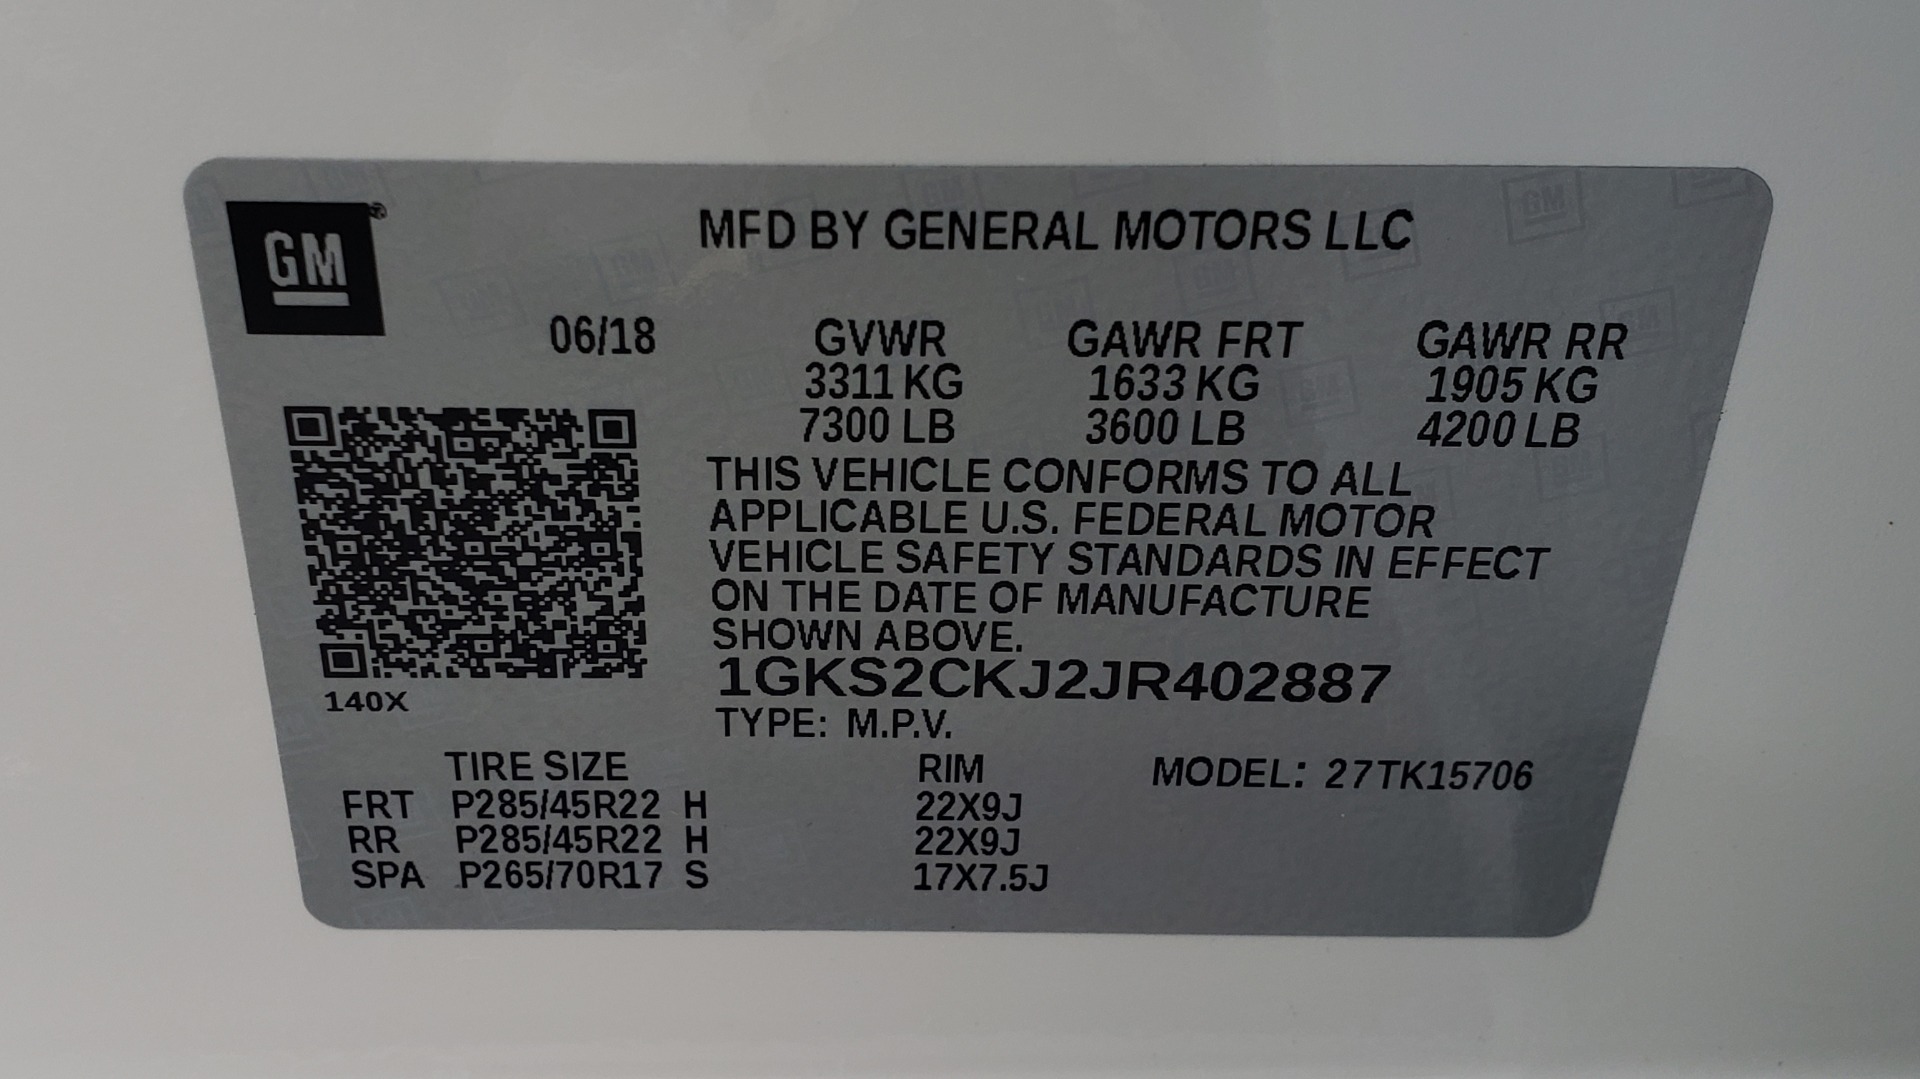 GM®
MFD BY GENERAL MOTORS LLC
06/18 GVWR GAWR FRT GAWR RR
3311 KG 1633 KG 1905 KG
7300 LB 3600 LB 4200 LB
THIS VEHICLE CONFORMS TO ALL
APPLICABLE U.S. FEDERAL MOTOR
VEHICLE SAFETY STANDARDS IN EFFECT
ON THE DATE OF MANUFACTURE
SHOWN ABOVE.
1GKS2CKJ2JR402887
140X
TYPE: M.P.V.
TIRE SIZE RIM MODEL: 27TK15706
FRT P285/45R22 H 22X9J
RR P285/45R22 H 22X9J
SPA P265/70R17 S 17X7.5J